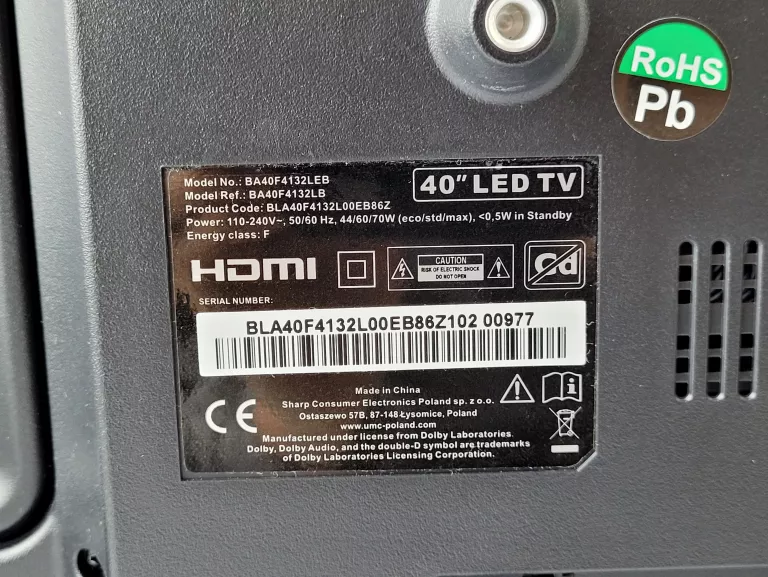 RoHS
Pb
Model No.: BA40F4132LEB
Model Ref.: BA40F4132LB
40" LED TV
Product Code: BLA40F4132L00EB86Z
Power: 110-240V~, 50/60 Hz, 44/60/70W (eco/std/max), <0,5W in Standby
Energy class: F
HDMI
CAUTION
RISK OF ELECTRIC SHOCK
DO NOT OPEN
Cd
SERIAL NUMBER:
BLA40F4132L00EB86Z102 00977
CE
Made in China
Sharp Consumer Electronics Poland sp. z o.o.
Ostaszewo 57B, 87-148 Łysomice, Poland
www.umc-poland.com
Manufactured under license from Dolby Laboratories.
Dolby, Dolby Audio, and the double-D symbol are trademarks
of Dolby Laboratories Licensing Corporation.